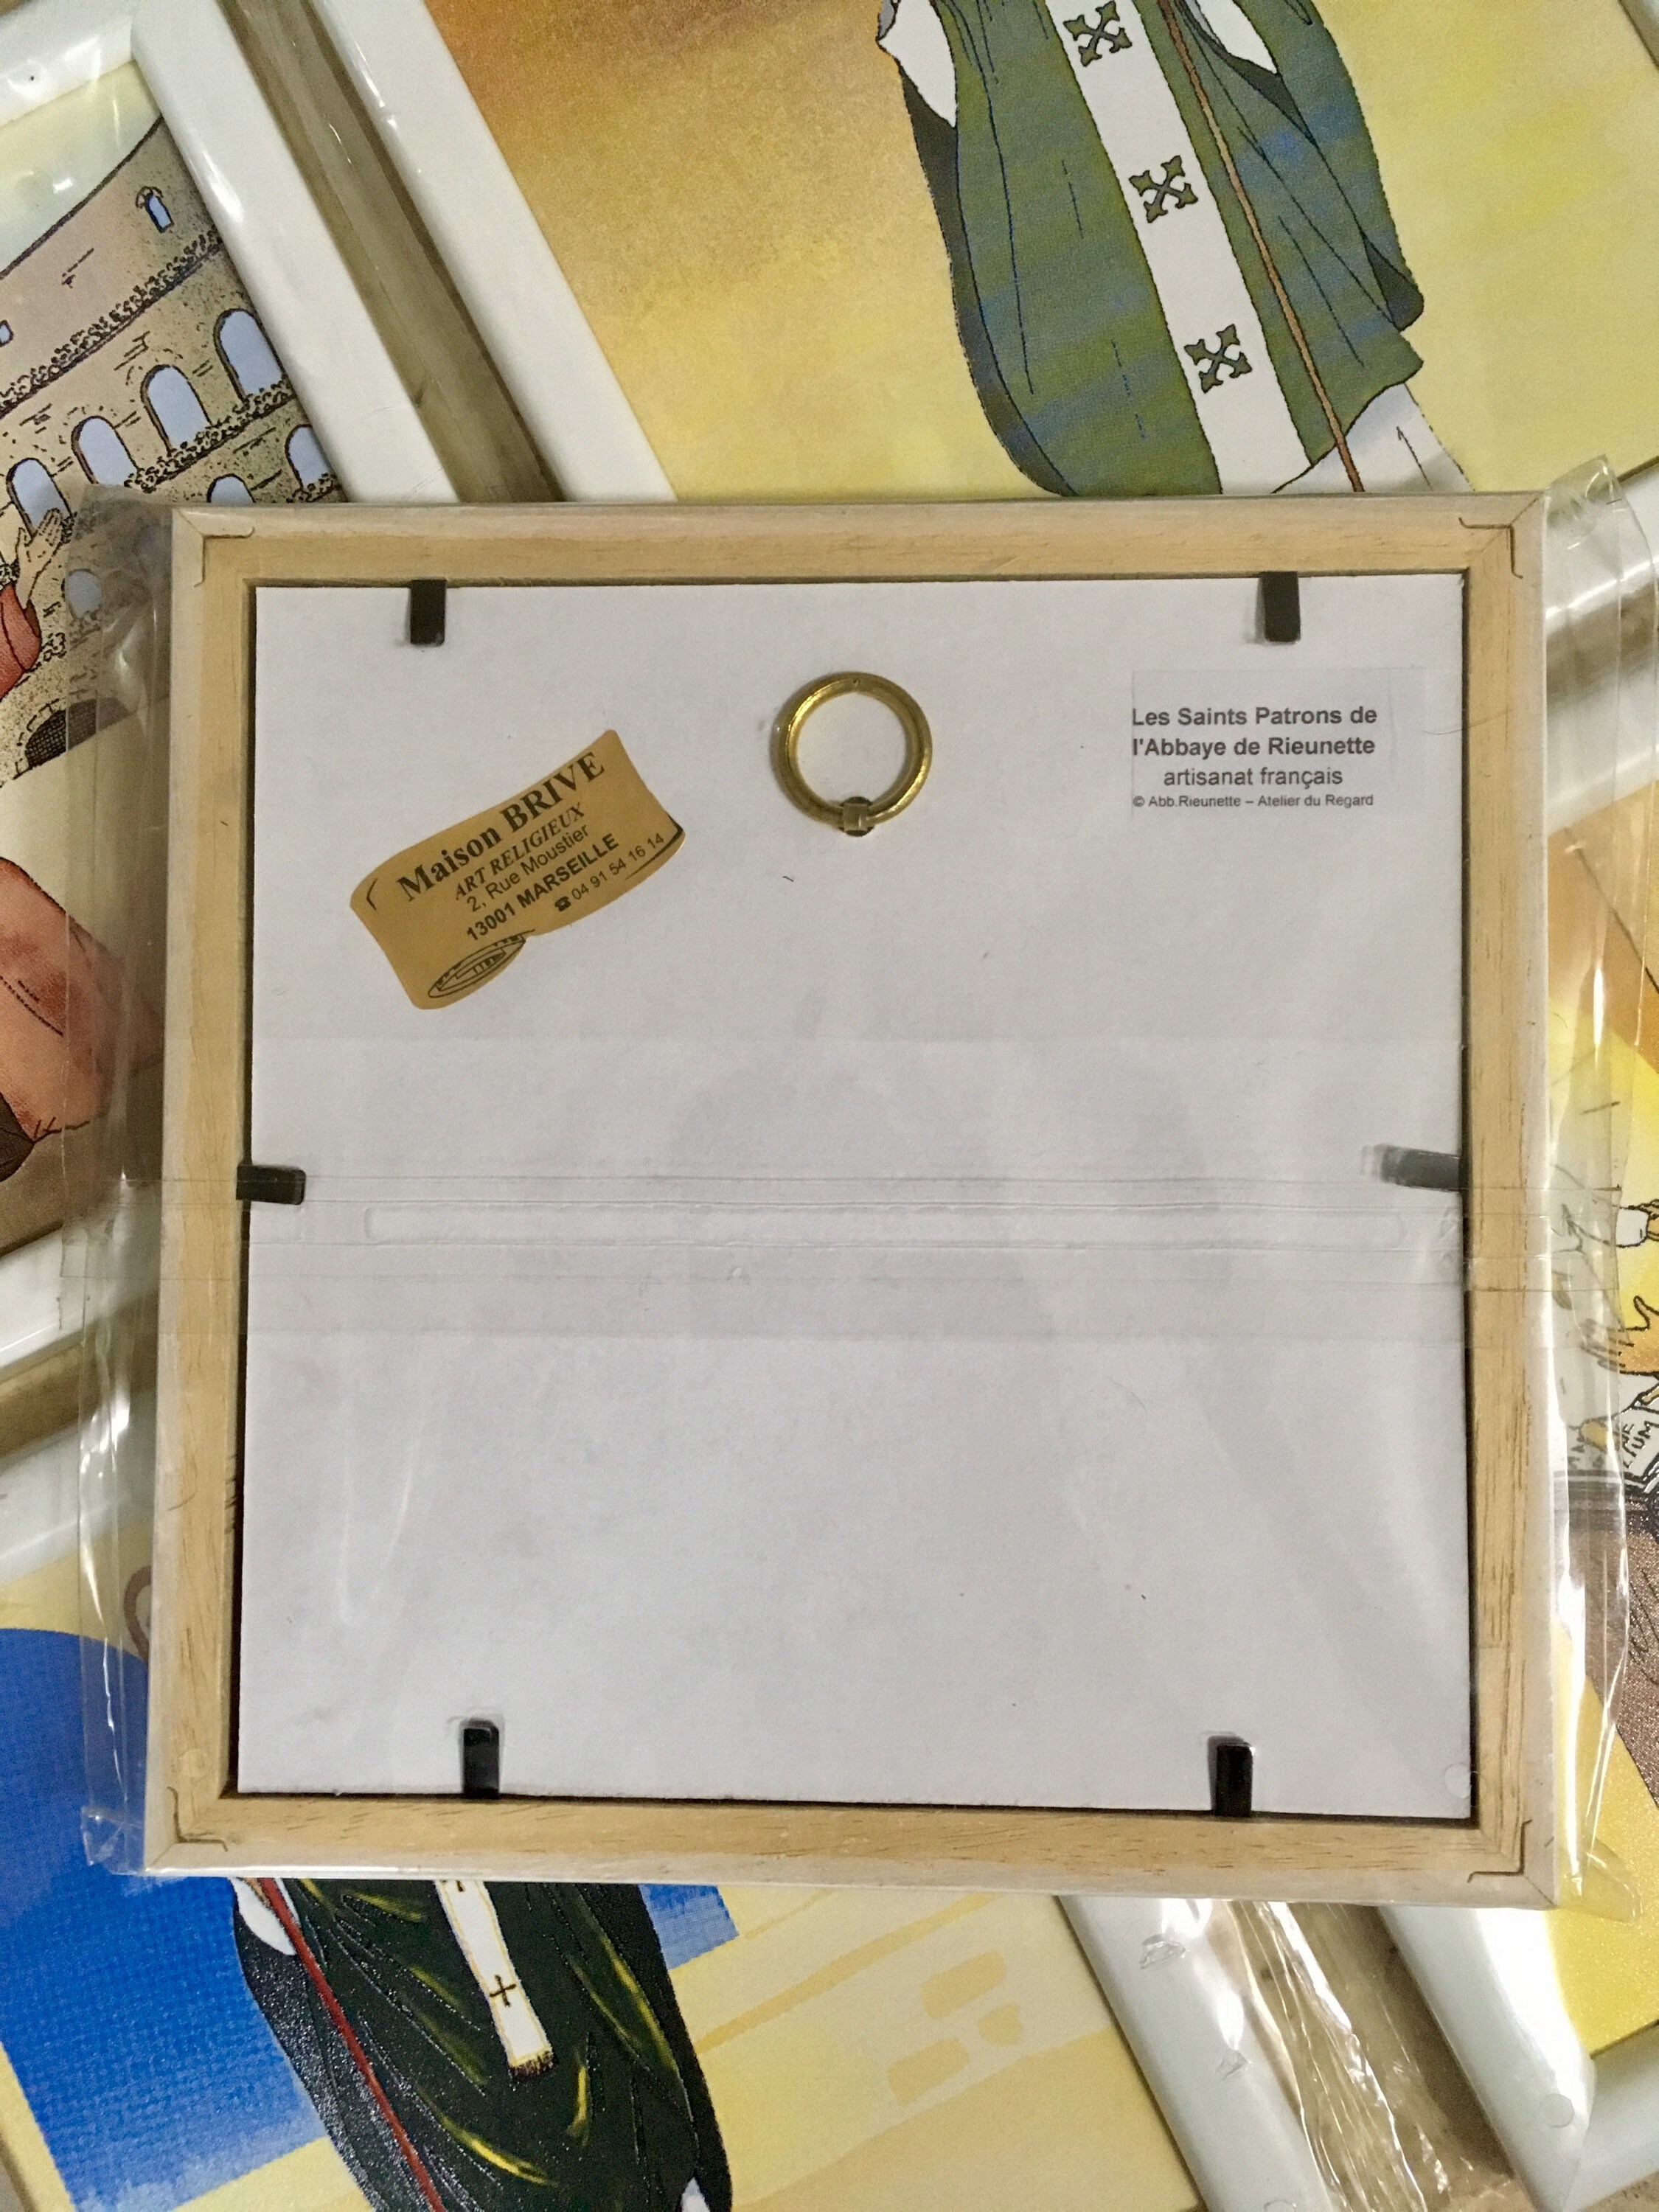 Maison BRIVE
ART RELIGIEUX
2, Rue Moustier
13001 MARSEILLE
☎ 04 91 54 16 14
Les Saints Patrons de
l'Abbaye de Rieunette
artisanat français
© Abb.Rieunette – Atelier du Regard